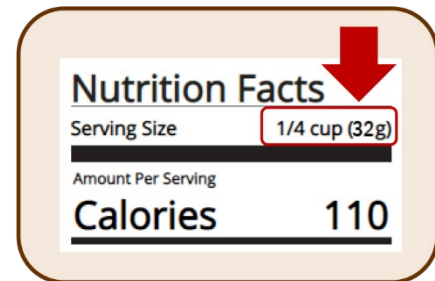 Nutrition Facts
Serving Size 1/4 cup (32g)
Amount Per Serving
Calories 110